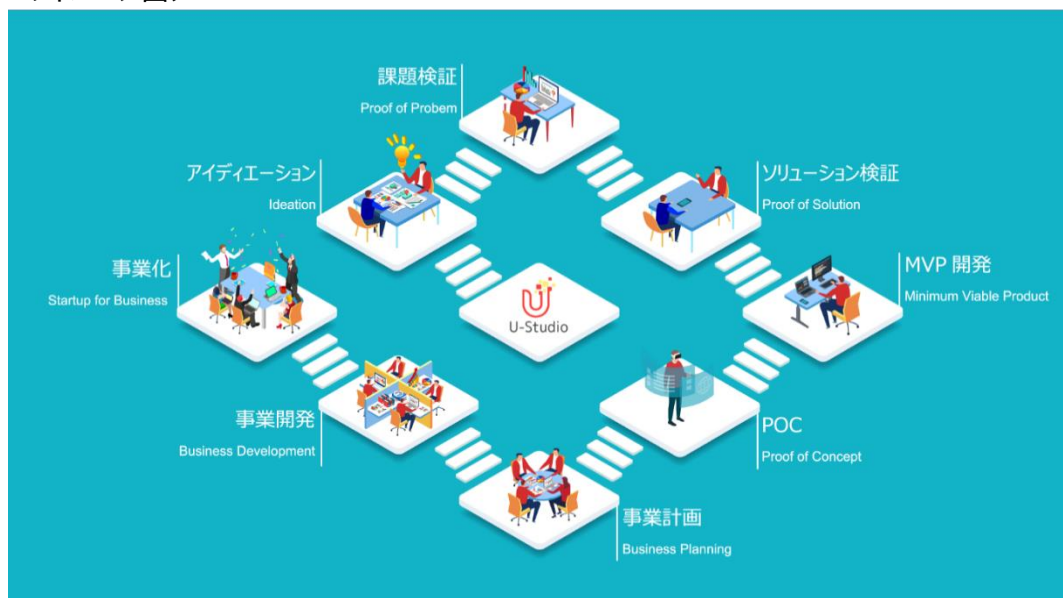 課題検証
Proof of Probem
アイディエーション
Ideation
ソリューション検証
Proof of Solution
事業化
Startup for Business
MVP 開発
Minimum Viable Product
U-Studio
事業開発
Business Development
POC
Proof of Concept
事業計画
Business Planning